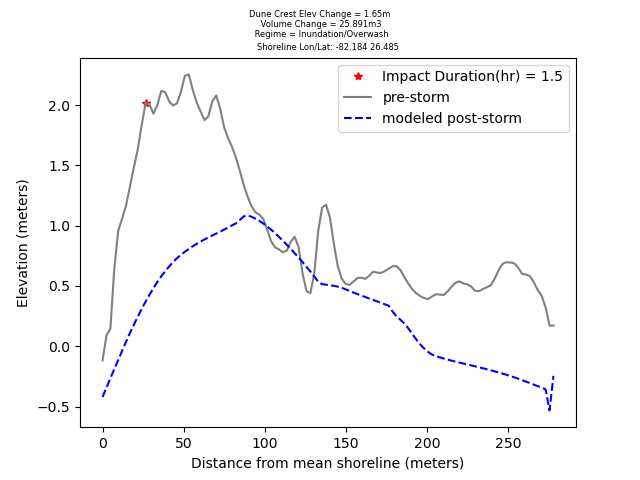 Dune Crest Elev Change = 1.65m
Volume Change = 25.891m3
Regime = Inundation/Overwash
Shoreline Lon/Lat: -82.184 26.485
Impact Duration(hr) = 1.5
pre-storm
modeled post-storm
Elevation (meters)
2.0
1.5
1.0
0.5
0.0
−0.5
0 50 100 150 200 250
Distance from mean shoreline (meters)